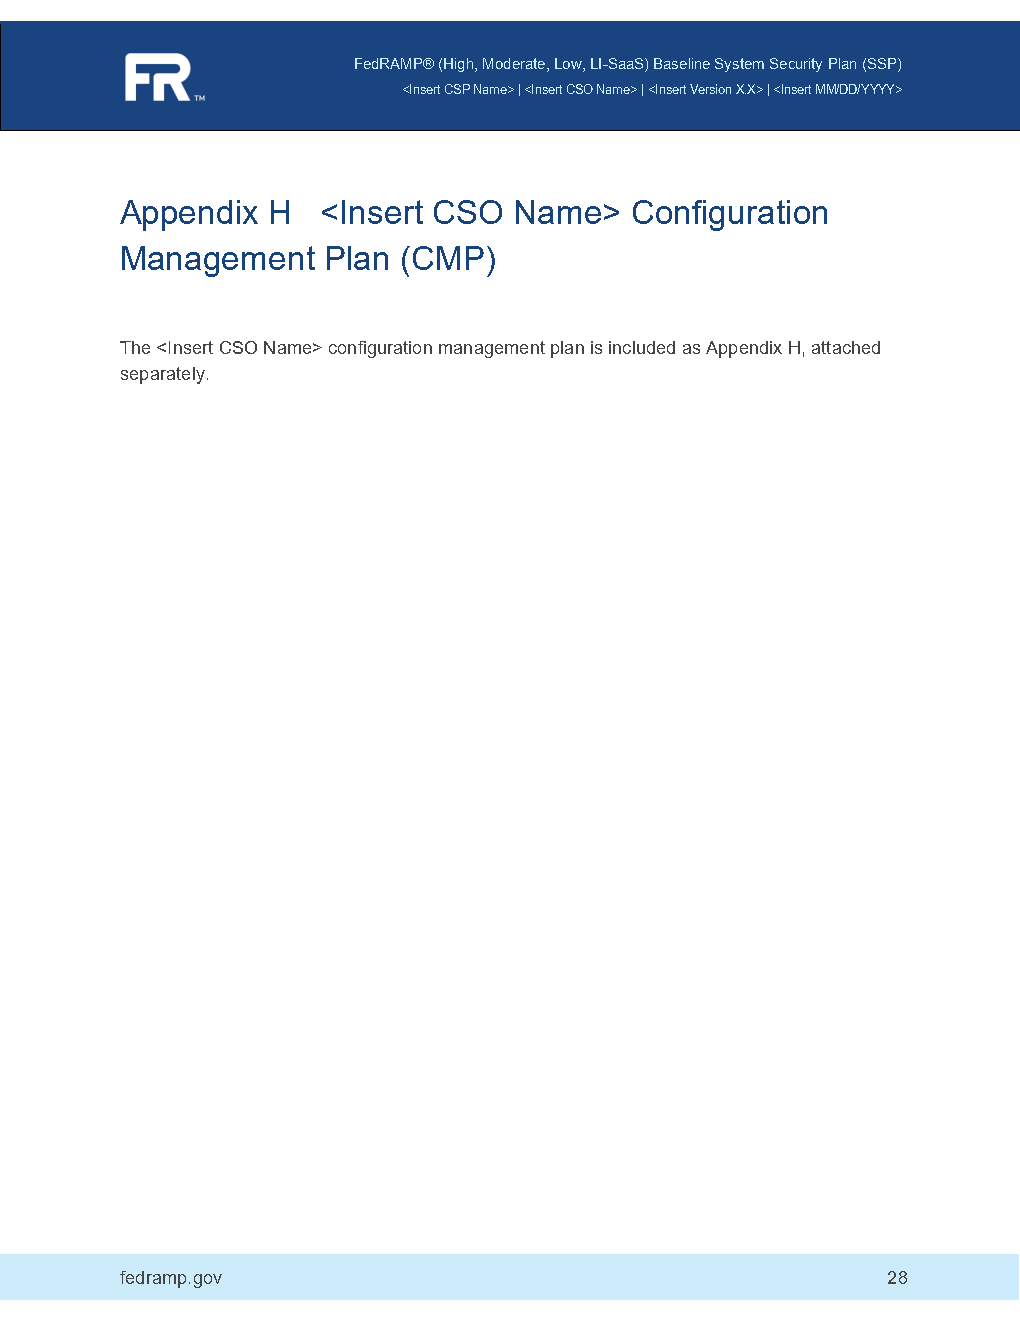 FR™
FedRAMP® (High, Moderate, Low, LI-SaaS) Baseline System Security Plan (SSP)
<Insert CSP Name> | <Insert CSO Name> | <Insert Version X.X> | <Insert MM/DD/YYYY>
Appendix H <Insert CSO Name> Configuration
Management Plan (CMP)
The <Insert CSO Name> configuration management plan is included as Appendix H, attached
separately.
fedramp.gov 28